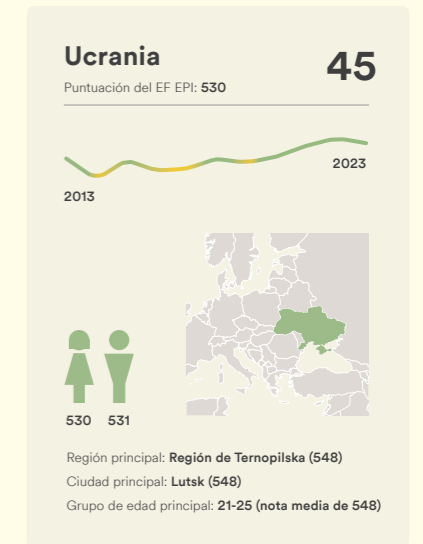 Ucrania
45
Puntuación del EF EPI: 530
2023
2013
530 531
Región principal: Región de Ternopilska (548)
Ciudad principal: Lutsk (548)
Grupo de edad principal: 21-25 (nota media de 548)